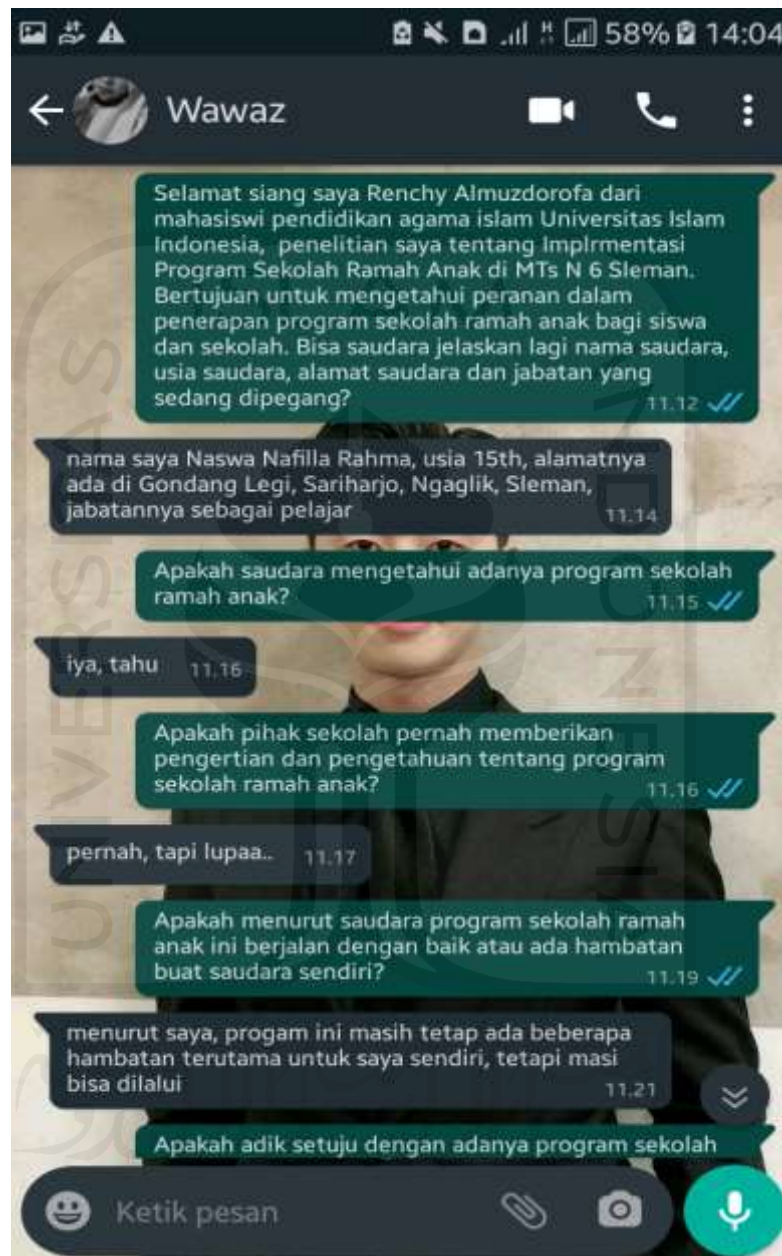 58% 14:04
Wawaz
Selamat siang saya Renchy Almuzdorofa dari
mahasiswi pendidikan agama islam Universitas Islam
Indonesia, penelitian saya tentang Implrmentasi
Program Sekolah Ramah Anak di MTs N 6 Sleman.
Bertujuan untuk mengetahui peranan dalam
penerapan program sekolah ramah anak bagi siswa
dan sekolah. Bisa saudara jelaskan lagi nama saudara,
usia saudara, alamat saudara dan jabatan yang
sedang dipegang?
11.12
nama saya Naswa Nafilla Rahma, usia 15th, alamatnya
ada di Gondang Legi, Sariharjo, Ngaglik, Sleman,
jabatannya sebagai pelajar
11.14
Apakah saudara mengetahui adanya program sekolah
ramah anak?
11.15
iya, tahu 11.16
Apakah pihak sekolah pernah memberikan
pengertian dan pengetahuan tentang program
sekolah ramah anak?
11.16
pernah, tapi lupaa.. 11.17
Apakah menurut saudara program sekolah ramah
anak ini berjalan dengan baik atau ada hambatan
buat saudara sendiri?
11.19
menurut saya, progam ini masih tetap ada beberapa
hambatan terutama untuk saya sendiri, tetapi masi
bisa dilalui
11.21
Apakah adik setuju dengan adanya program sekolah
Ketik pesan
UNIVERSITAS
INDONESIA